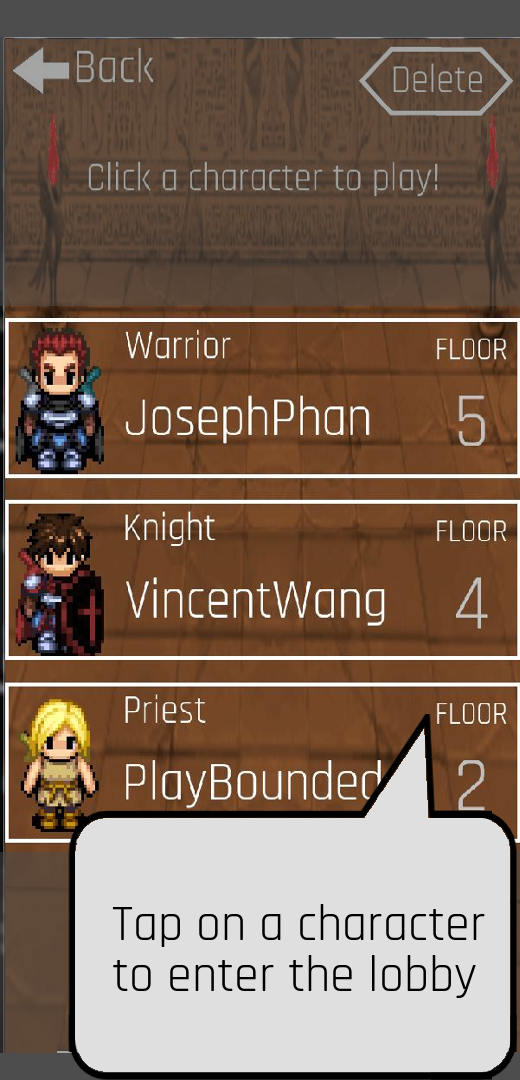 Back
Delete
Click a character to play!
Warrior
FLOOR
JosephPhan
5
Knight
FLOOR
VincentWang
4
Priest
FLOOR
PlayBounded
2
Tap on a character
to enter the lobby